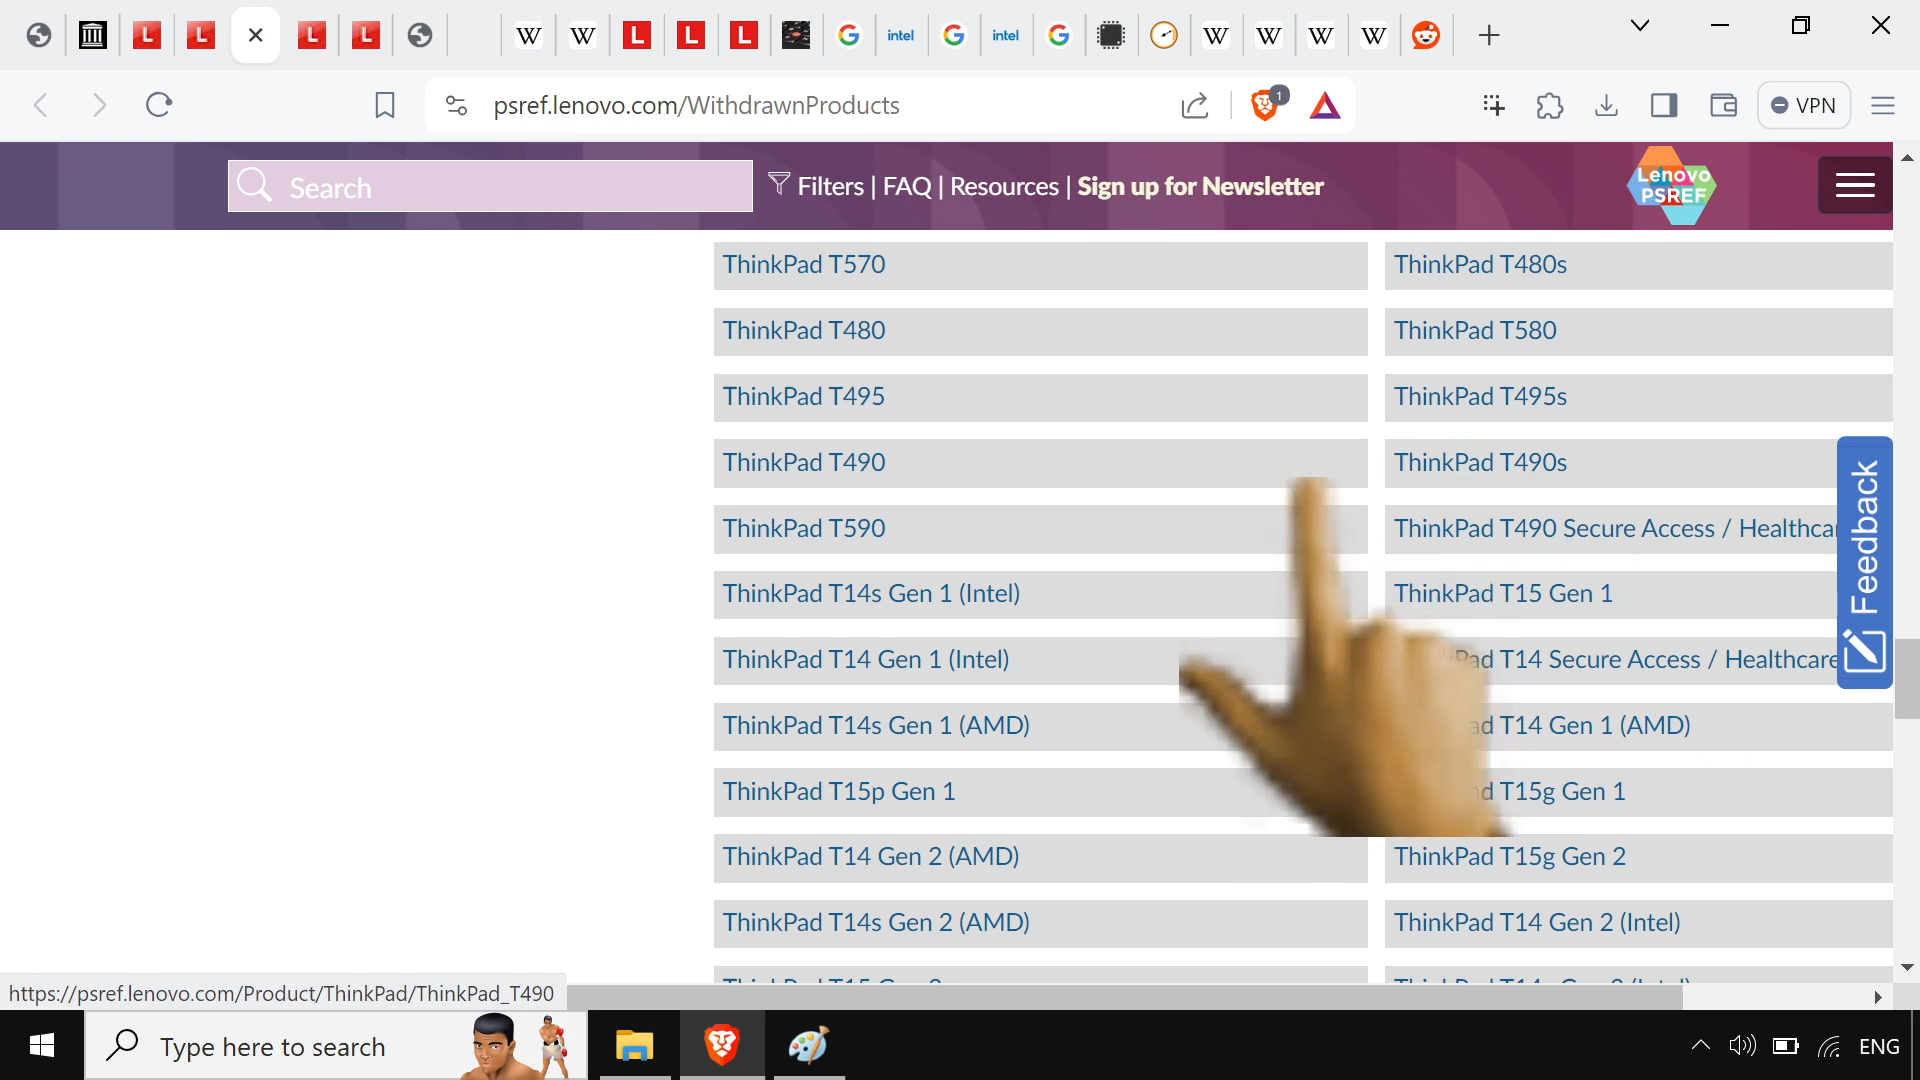 psref.lenovo.com/WithdrawnProducts
1
VPN
Search
Filters | FAQ | Resources | Sign up for Newsletter
Lenovo
PSREF
ThinkPad T570
ThinkPad T480s
ThinkPad T480
ThinkPad T580
ThinkPad T495
ThinkPad T495s
ThinkPad T490
ThinkPad T490s
ThinkPad T590
ThinkPad T490 Secure Access / Healthca
ThinkPad T14s Gen 1 (Intel)
ThinkPad T15 Gen 1
ThinkPad T14 Gen 1 (Intel)
Pad T14 Secure Access / Healthcare
ThinkPad T14s Gen 1 (AMD)
ad T14 Gen 1 (AMD)
ThinkPad T15p Gen 1
d T15g Gen 1
ThinkPad T14 Gen 2 (AMD)
ThinkPad T15g Gen 2
ThinkPad T14s Gen 2 (AMD)
ThinkPad T14 Gen 2 (Intel)
Feedback
https://psref.lenovo.com/Product/ThinkPad/ThinkPad_T490
Type here to search
ENG
L
L
L
L
W
W
L
L
L
G
intel
G
intel
G
W
W
W
W